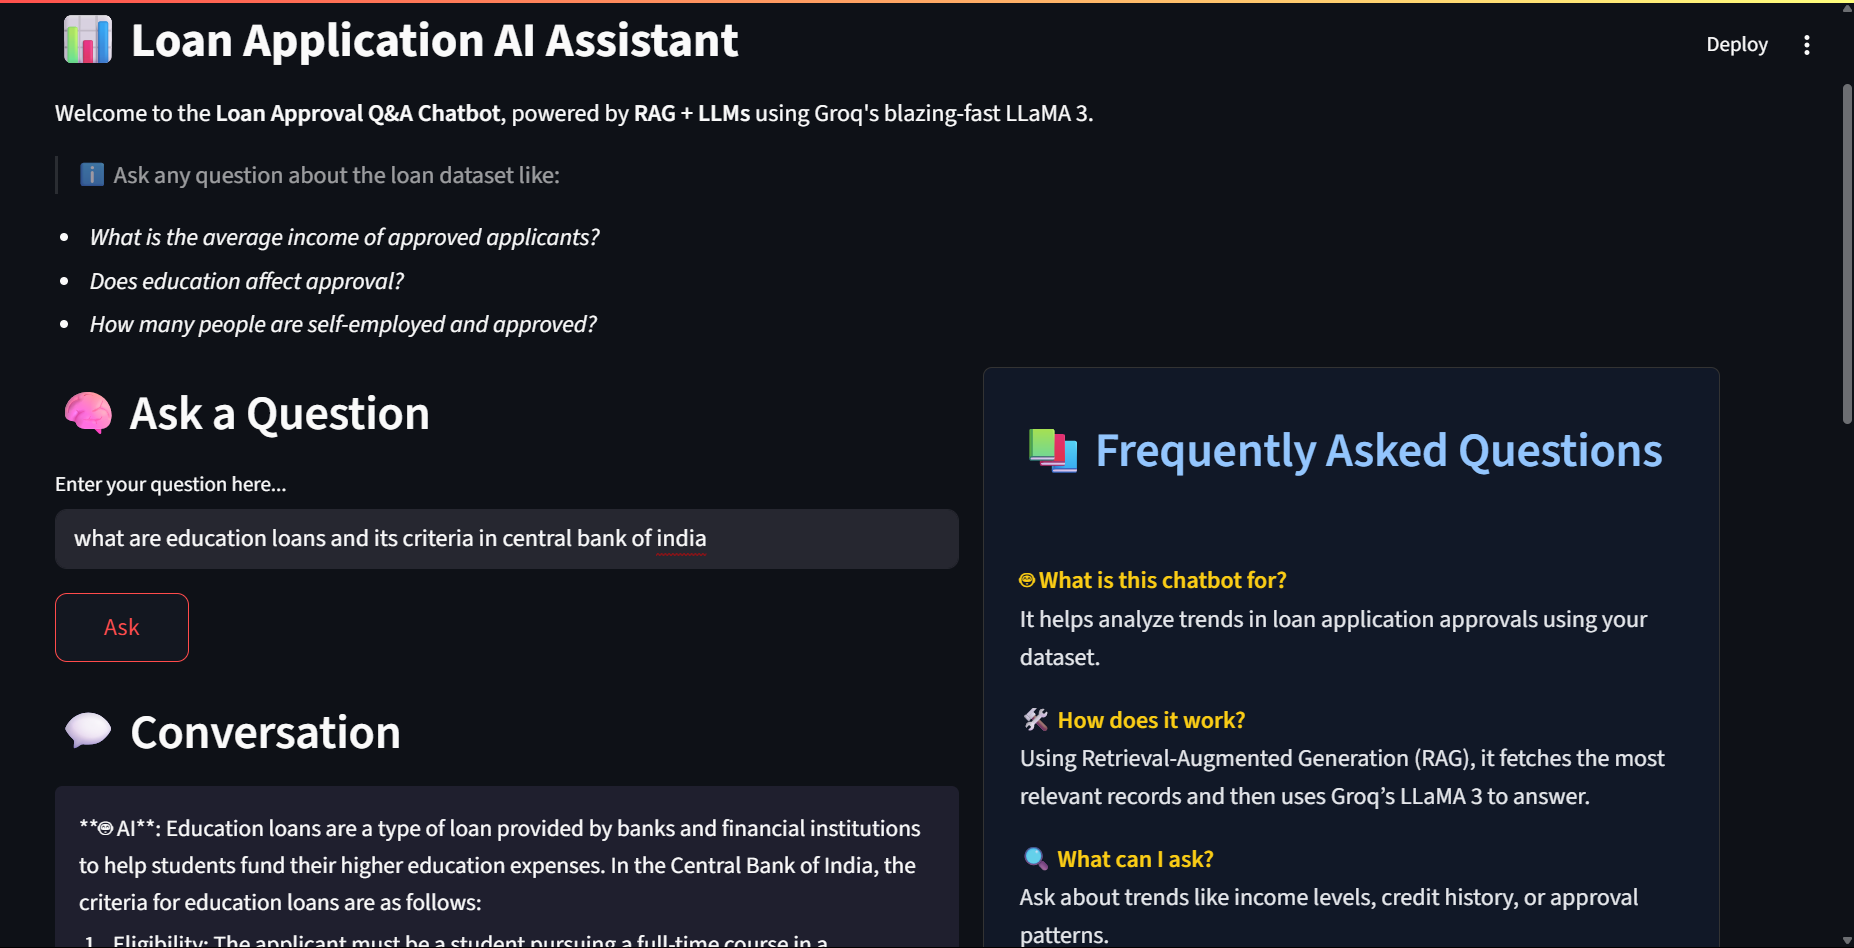 Loan Application AI Assistant
Deploy
Welcome to the Loan Approval Q&A Chatbot, powered by RAG + LLMs using Groq's blazing-fast LLaMA 3.
Ask any question about the loan dataset like:
• What is the average income of approved applicants?
• Does education affect approval?
• How many people are self-employed and approved?
Ask a Question
Enter your question here...
what are education loans and its criteria in central bank of india
Ask
Conversation
**🤓AI**: Education loans are a type of loan provided by banks and financial institutions
to help students fund their higher education expenses. In the Central Bank of India, the
criteria for education loans are as follows:
1. Eligibility: The applicant must be a student pursuing a full-time course in a
Frequently Asked Questions
What is this chatbot for?
It helps analyze trends in loan application approvals using your
dataset.
How does it work?
Using Retrieval-Augmented Generation (RAG), it fetches the most
relevant records and then uses Groq’s LLaMA 3 to answer.
What can I ask?
Ask about trends like income levels, credit history, or approval
patterns.